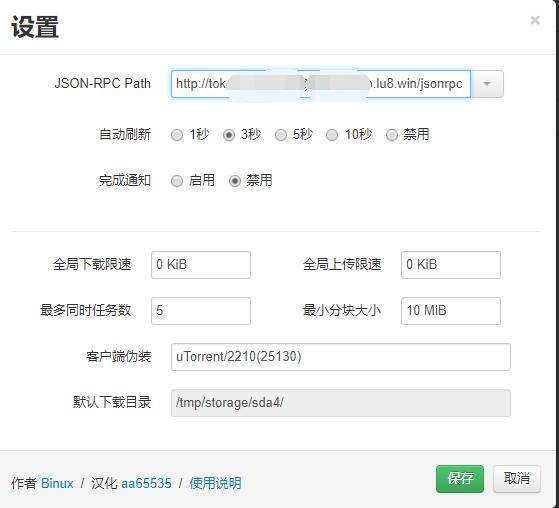 设置 ×
JSON-RPC Path http://tok .lu8.win/jsonrpc
自动刷新 1秒 3秒 5秒 10秒 禁用
完成通知 启用 禁用
全局下载限速 0 KiB 全局上传限速 0 KiB
最多同时任务数 5 最小分块大小 10 MiB
客户端伪装 uTorrent/2210(25130)
默认下载目录 /tmp/storage/sda4/
作者 Binux / 汉化 aa65535 / 使用说明 保存 取消